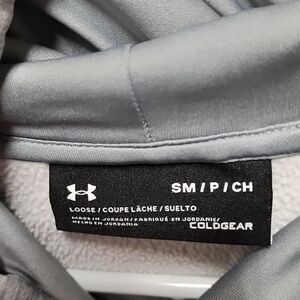 SM / P / CH
LOOSE / COUPE LÂCHE / SUELTO
MADE IN JORDAN / FABRIQUÉ EN JORDANIE/
HECHO EN JORDANIA
COLDGEAR